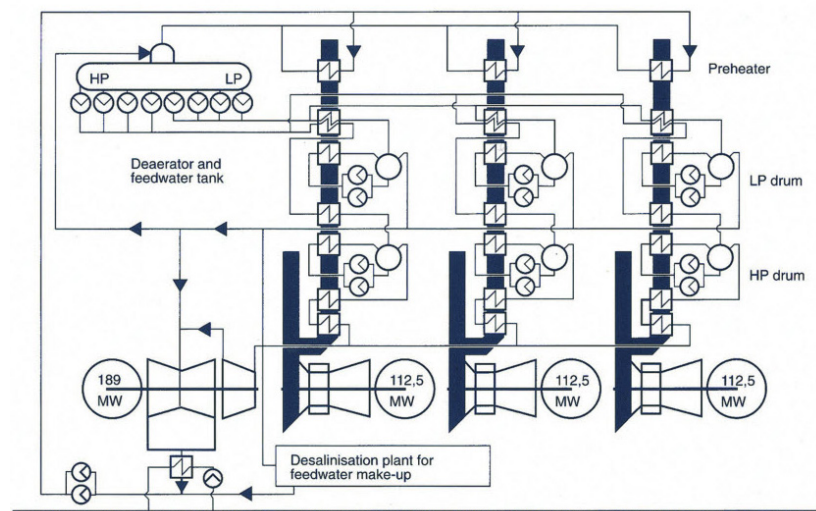 HP LP
Preheater
Deaerator and
feedwater tank
LP drum
HP drum
189
MW
112,5
MW
112,5
MW
112,5
MW
Desalinisation plant for
feedwater make-up